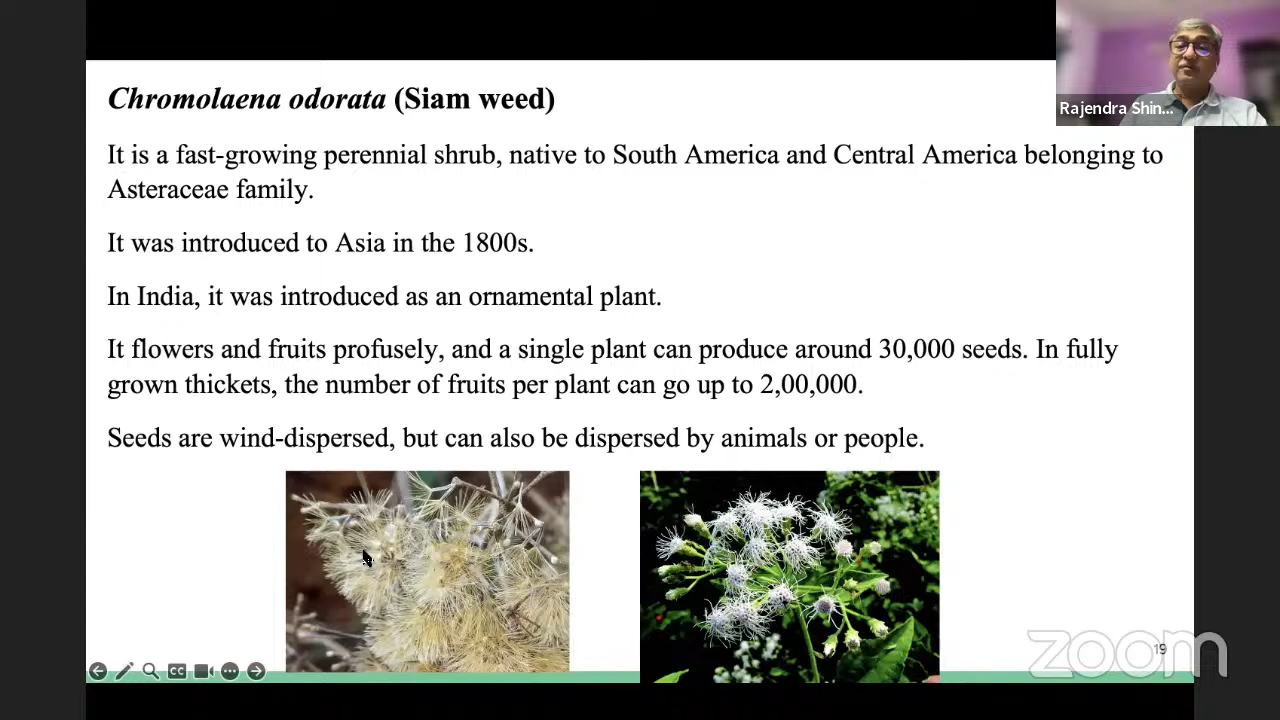 Chromolaena odorata (Siam weed)
Rajendra Shin...
It is a fast-growing perennial shrub, native to South America and Central America belonging to
Asteraceae family.
It was introduced to Asia in the 1800s.
In India, it was introduced as an ornamental plant.
It flowers and fruits profusely, and a single plant can produce around 30,000 seeds. In fully
grown thickets, the number of fruits per plant can go up to 2,00,000.
Seeds are wind-dispersed, but can also be dispersed by animals or people.
CC
19
zoom